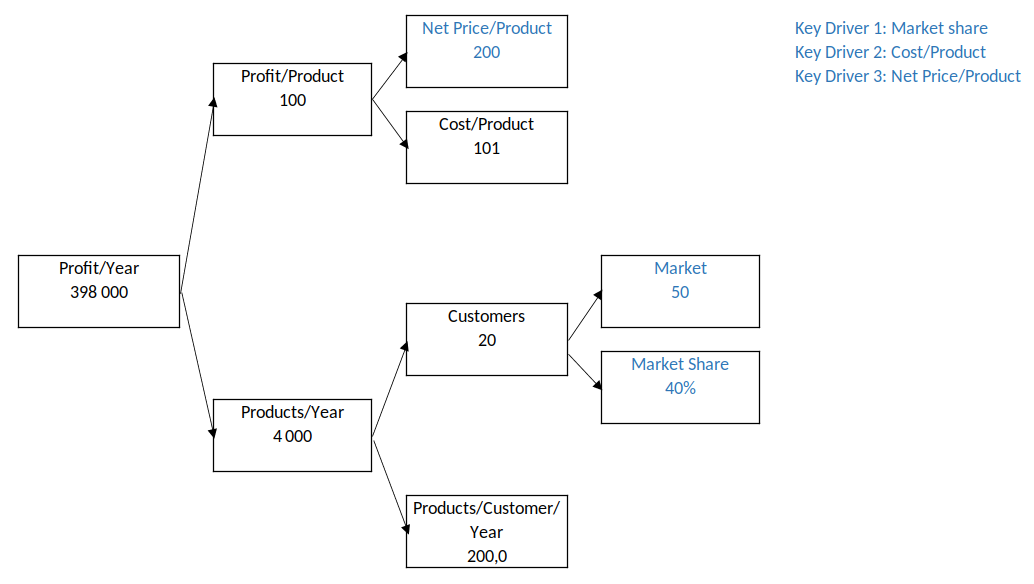 Net Price/Product
200
Key Driver 1: Market share
Key Driver 2: Cost/Product
Key Driver 3: Net Price/Product
Profit/Product
100
Cost/Product
101
Profit/Year
398 000
Market
50
Customers
20
Market Share
40%
Products/Year
4 000
Products/Customer/
Year
200,0